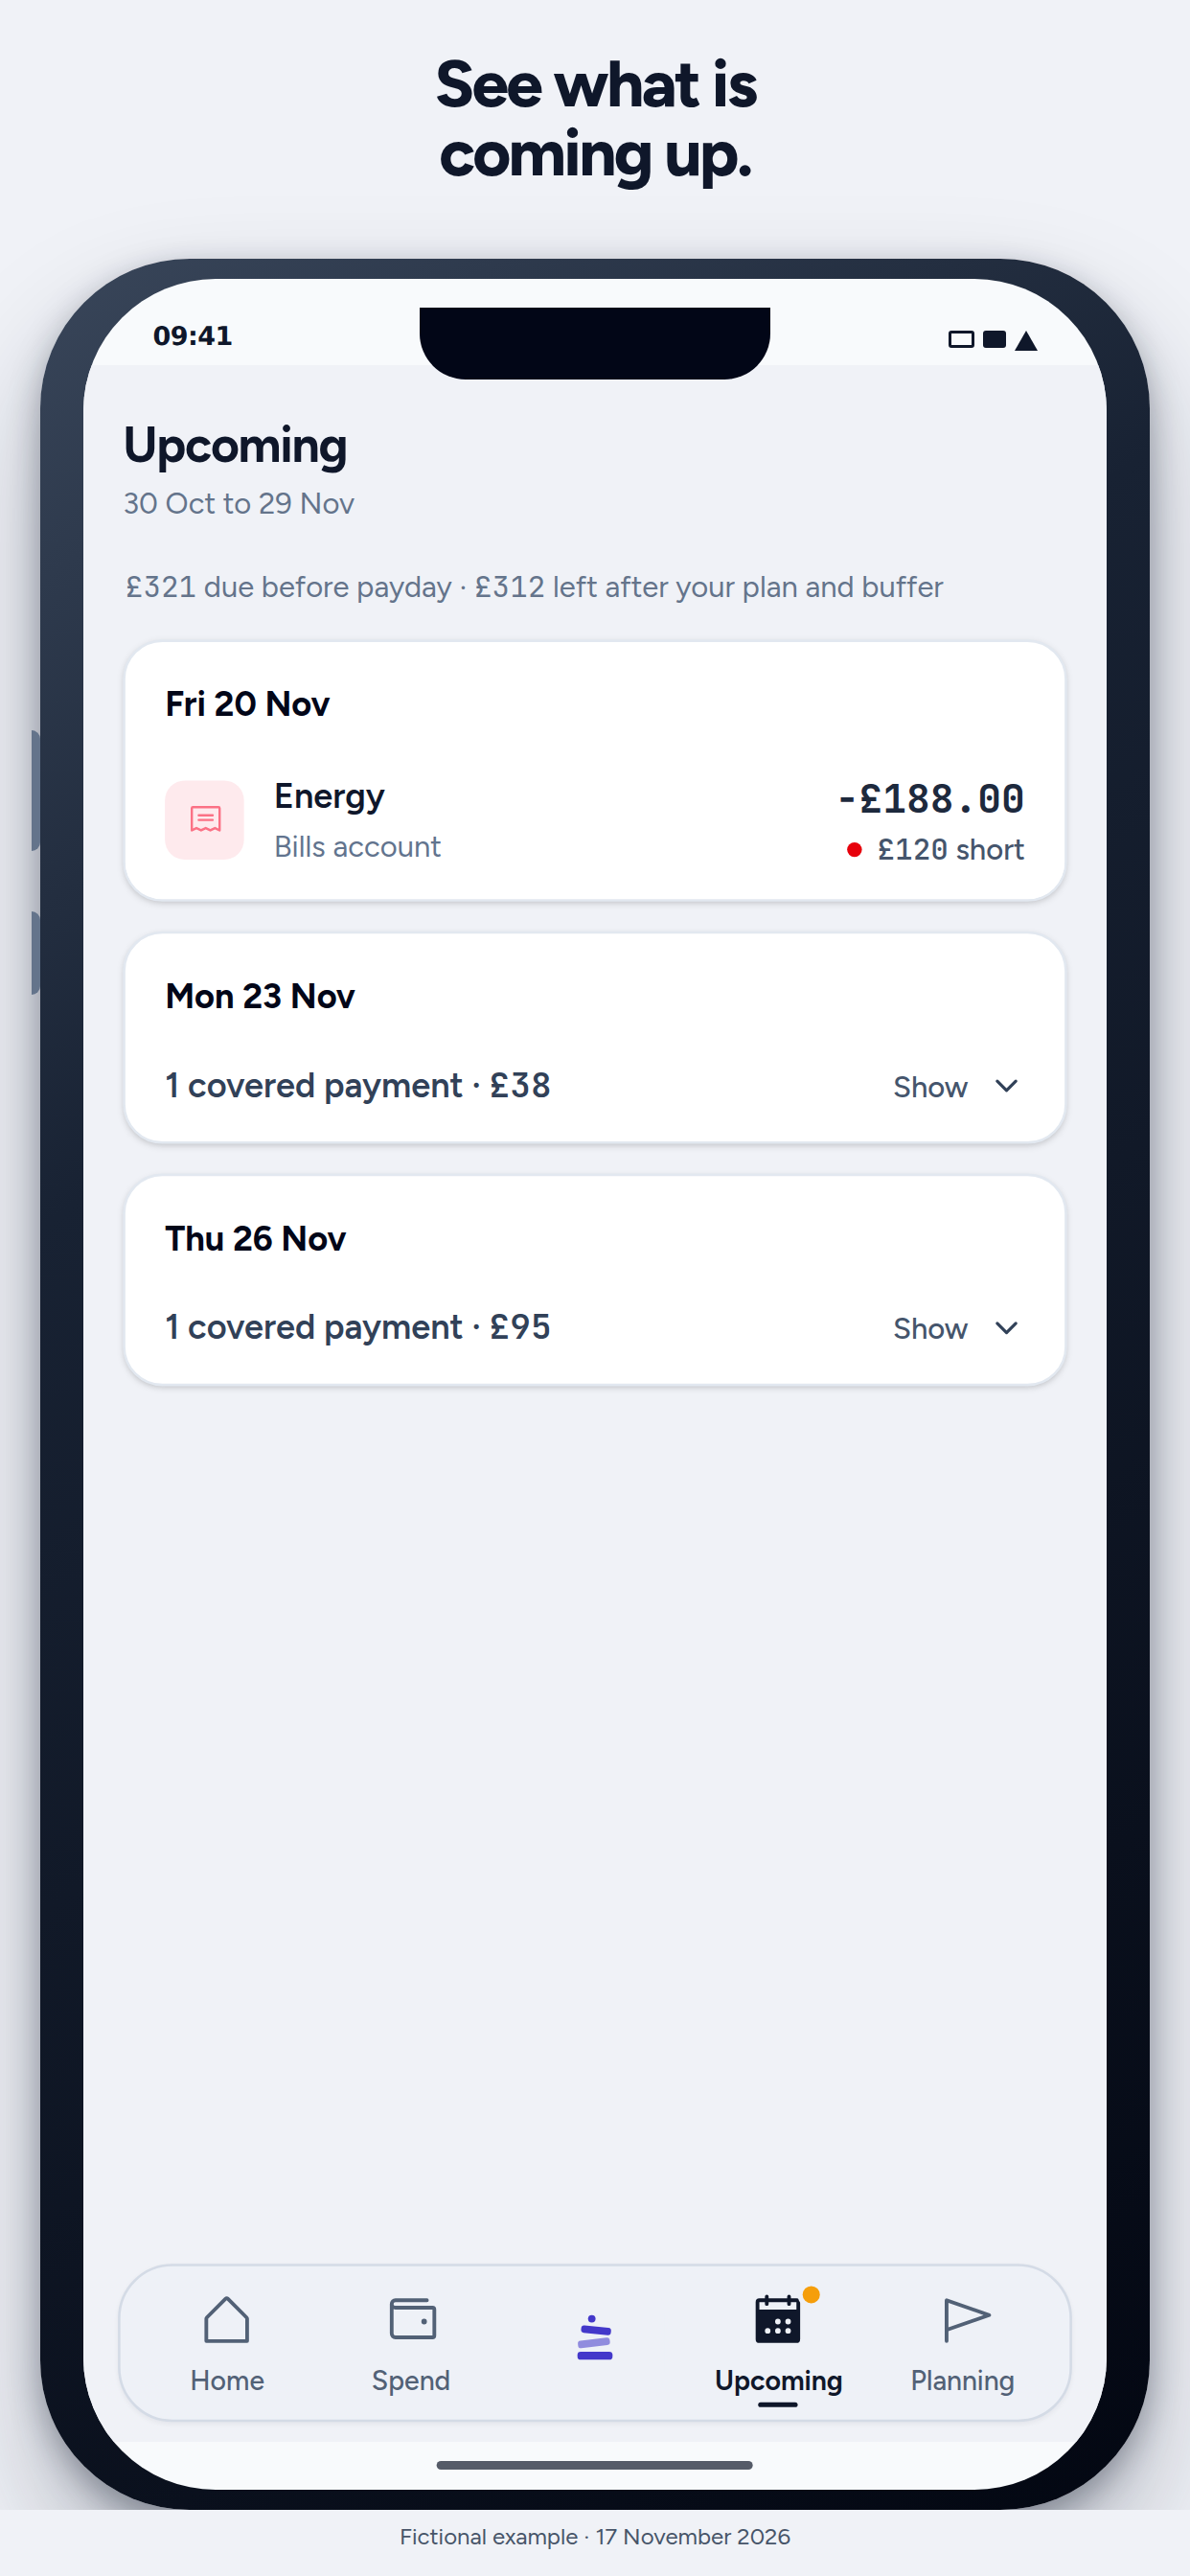 See what is
coming up.
09:41
Upcoming
30 Oct to 29 Nov
£321 due before payday · £312 left after your plan and buffer
Fri 20 Nov
Energy
-£188.00
Bills account
£120 short
Mon 23 Nov
1 covered payment · £38
Show
Thu 26 Nov
1 covered payment · £95
Show
Home
Spend
Upcoming
Planning
Fictional example · 17 November 2026